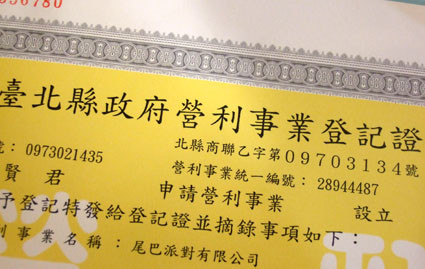 56780
臺北縣政府營利事業登記證
北縣商聯乙字第09703134號
號：0973021435
營利事業統一編號：28944487
賢 君
申請營利事業 設立
予登記特發給登記證並摘錄事項如下：
利事業名稱：尾巴派對有限公司